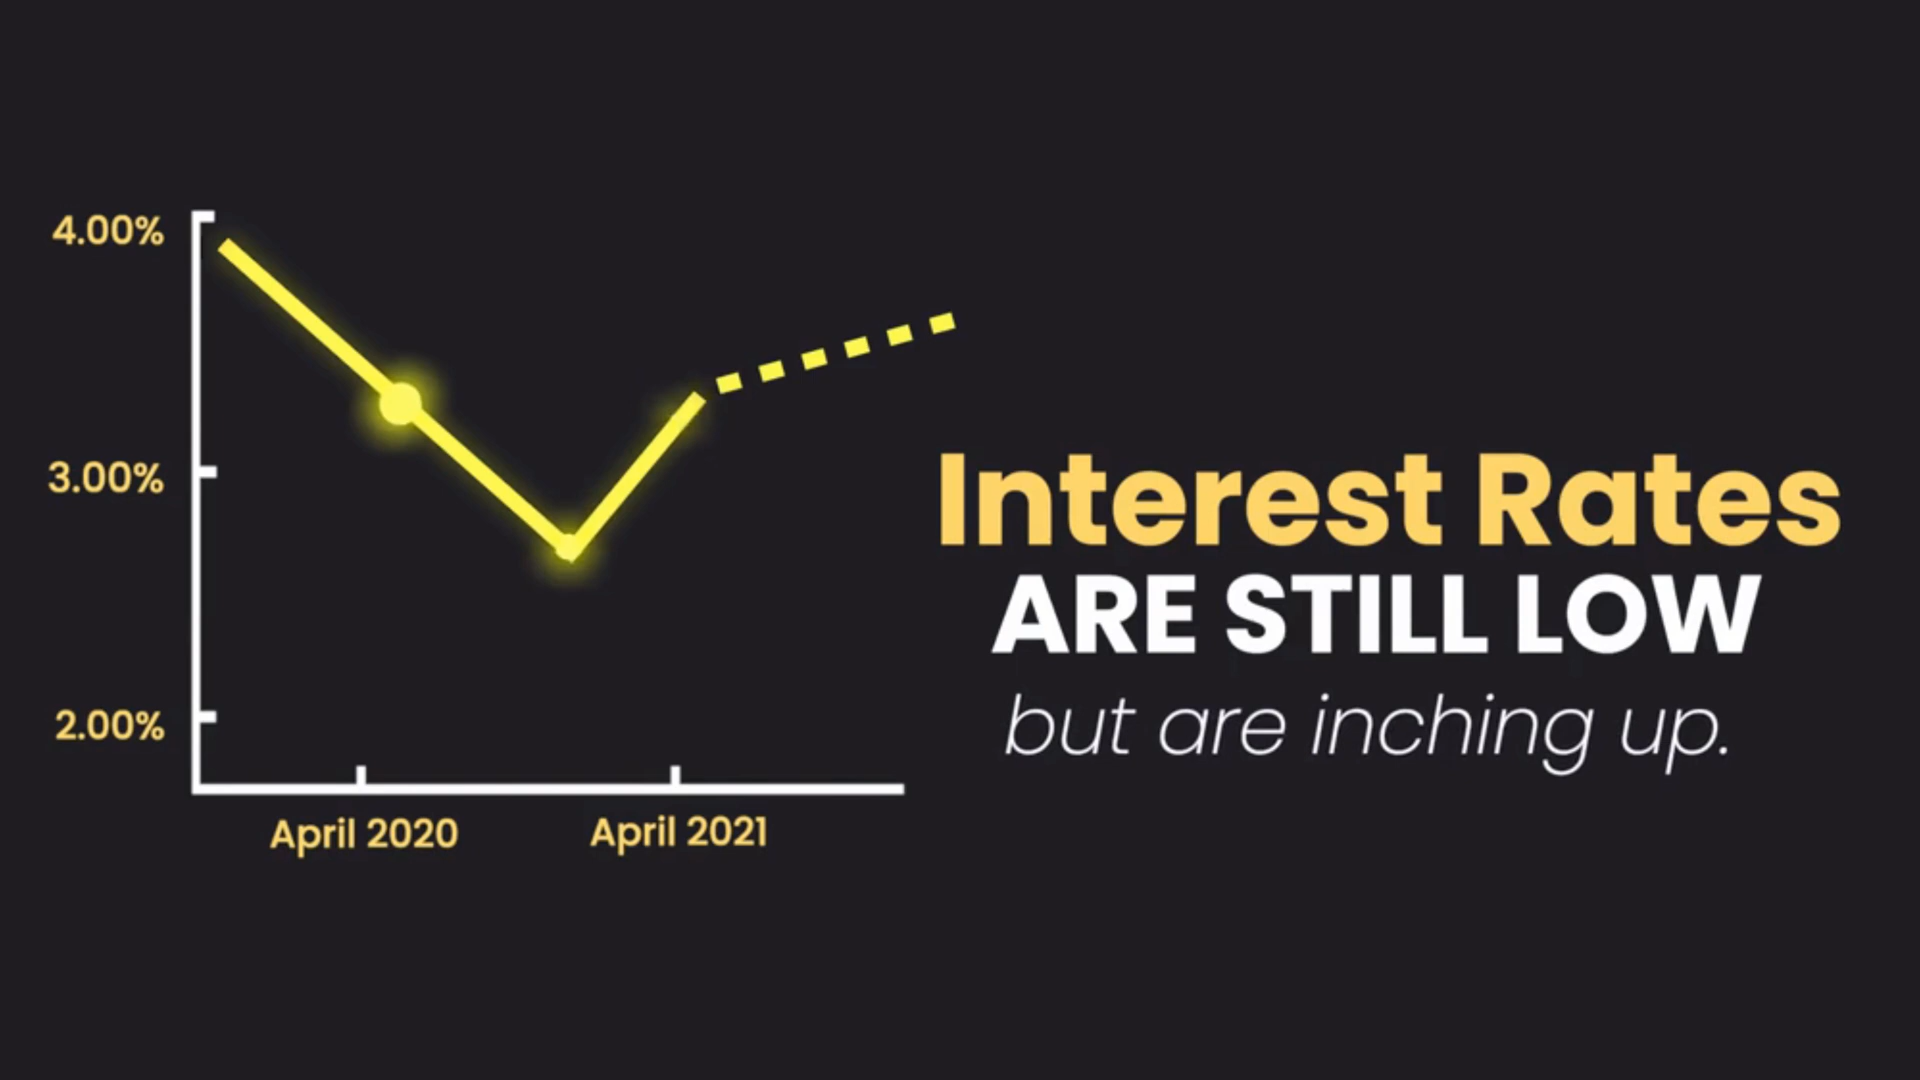 4.00%
3.00%
2.00%
April 2020
April 2021
Interest Rates
ARE STILL LOW
but are inching up.